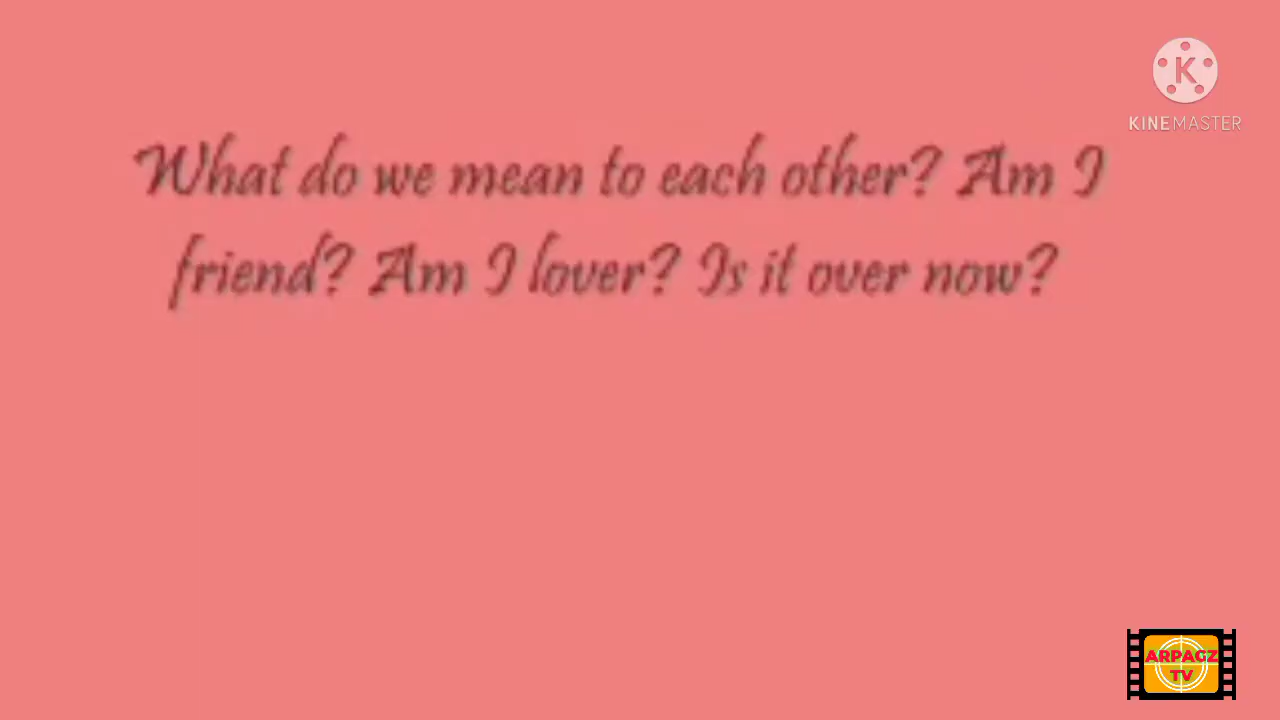 K
KINEMASTER
What do we mean to each other? Am I
friend? Am I lover? Is it over now?
ARPAGZ
TV